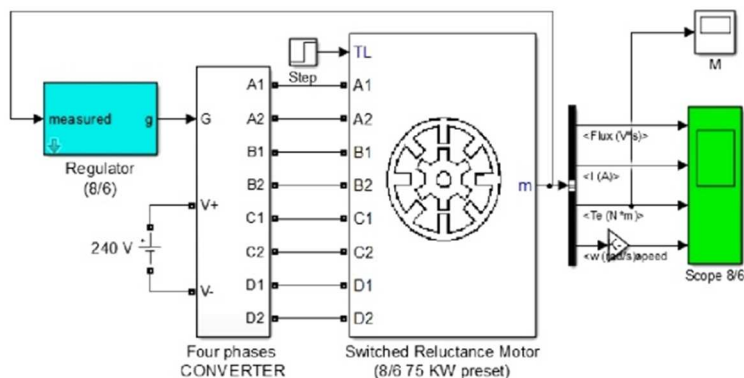 M
TL
Step
measured
g
Regulator
(8/6)
G
A1
A2
B1
B2
C1
C2
D1
D2
V+
V-
240 V
Four phases
CONVERTER
A1
A2
B1
B2
C1
C2
D1
D2
m
Switched Reluctance Motor
(8/6 75 KW preset)
<Flux (V*s)>
<I (A)>
<Te (N*m)>
<w (rad/s)
speed
Scope 8/6